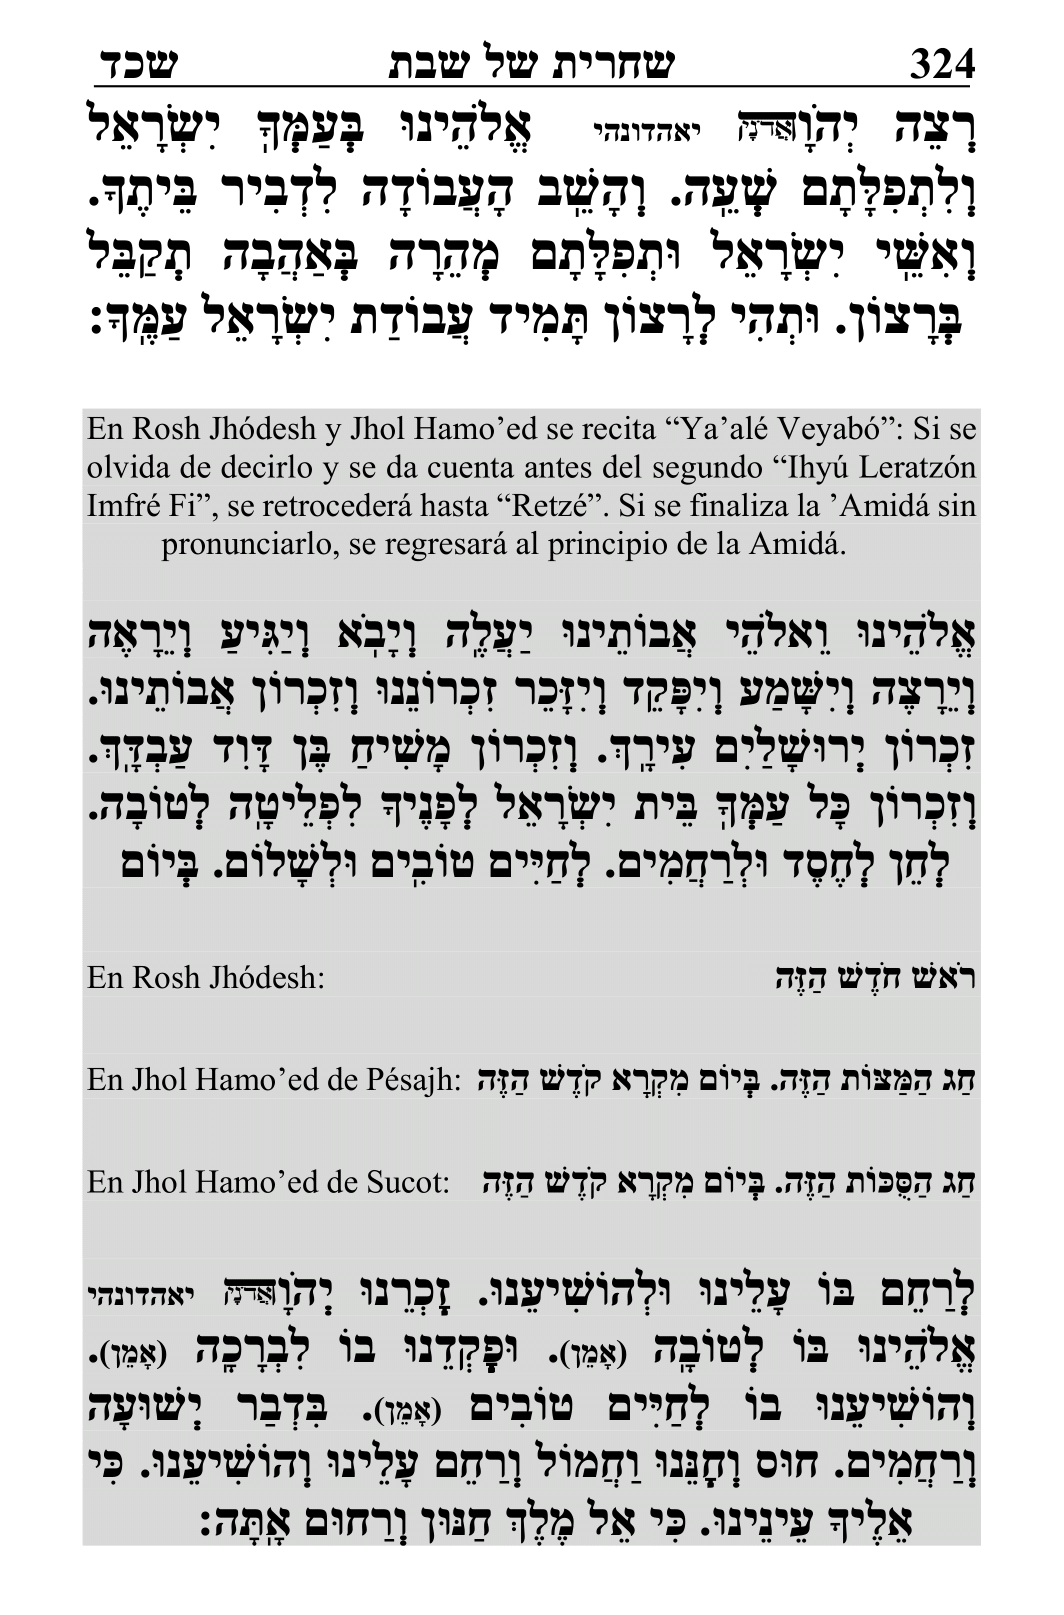 324 שחרית של שבת שכד
רְצֵה יְהֹוָהאֲדֹנָי יאהדונהי אֱלֹהֵינוּ בְּעַמְּךָ יִשְׂרָאֵל
וְלִתְפִלָּתָם שְׁעֵה. וְהָשֵׁב הָעֲבוֹדָה לִדְבִיר בֵּיתֶךָ.
וְאִשֵּׁי יִשְׂרָאֵל וּתְפִלָּתָם מְהֵרָה בְּאַהֲבָה תְקַבֵּל
בְּרָצוֹן. וּתְהִי לְרָצוֹן תָּמִיד עֲבוֹדַת יִשְׂרָאֵל עַמֶּךָ:
En Rosh Jhódesh y Jhol Hamo’ed se recita “Ya’alé Veyabó”: Si se
olvida de decirlo y se da cuenta antes del segundo “Ihyú Leratzón
Imfré Fi”, se retrocederá hasta “Retzé”. Si se finaliza la ’Amidá sin
pronunciarlo, se regresará al principio de la Amidá.
אֱלֹהֵינוּ וֵאלֹהֵי אֲבוֹתֵינוּ יַעֲלֶה וְיָבֹא וְיַגִּיעַ וְיֵרָאֶה
וְיֵרָצֶה וְיִשָּׁמַע וְיִפָּקֵד וְיִזָּכֵר זִכְרוֹנֵנוּ וְזִכְרוֹן אֲבוֹתֵינוּ.
זִכְרוֹן יְרוּשָׁלַיִם עִירָךְ. וְזִכְרוֹן מָשִׁיחַ בֶּן דָּוִד עַבְדָּךְ.
וְזִכְרוֹן כָּל עַמְּךָ בֵּית יִשְׂרָאֵל לְפָנֶיךָ לִפְלֵיטָה לְטוֹבָה.
לְחֵן לְחֶסֶד וּלְרַחֲמִים. לְחַיִּים טוֹבִים וּלְשָׁלוֹם. בְּיוֹם
En Rosh Jhódesh: רֹאשׁ חֹדֶשׁ הַזֶּה
En Jhol Hamo’ed de Pésajh: חַג הַמַּצּוֹת הַזֶּה. בְּיוֹם מִקְרָא קֹדֶשׁ הַזֶּה
En Jhol Hamo’ed de Sucot: חַג הַסֻּכּוֹת הַזֶּה. בְּיוֹם מִקְרָא קֹדֶשׁ הַזֶּה
לְרַחֵם בּוֹ עָלֵינוּ וּלְהוֹשִׁיעֵנוּ. זָכְרֵנוּ יְהֹוָהאֲדֹנָי יאהדונהי
אֱלֹהֵינוּ בּוֹ לְטוֹבָה (אָמֵן). וּפָקְדֵנוּ בוֹ לִבְרָכָה (אָמֵן).
וְהוֹשִׁיעֵנוּ בוֹ לְחַיִּים טוֹבִים (אָמֵן). בִּדְבַר יְשׁוּעָה
וְרַחֲמִים. חוּס וְחָנֵּנוּ וַחֲמוֹל וְרַחֵם עָלֵינוּ וְהוֹשִׁיעֵנוּ. כִּי
אֵלֶיךָ עֵינֵינוּ. כִּי אֵל מֶלֶךְ חַנּוּן וְרַחוּם אָתָּה: